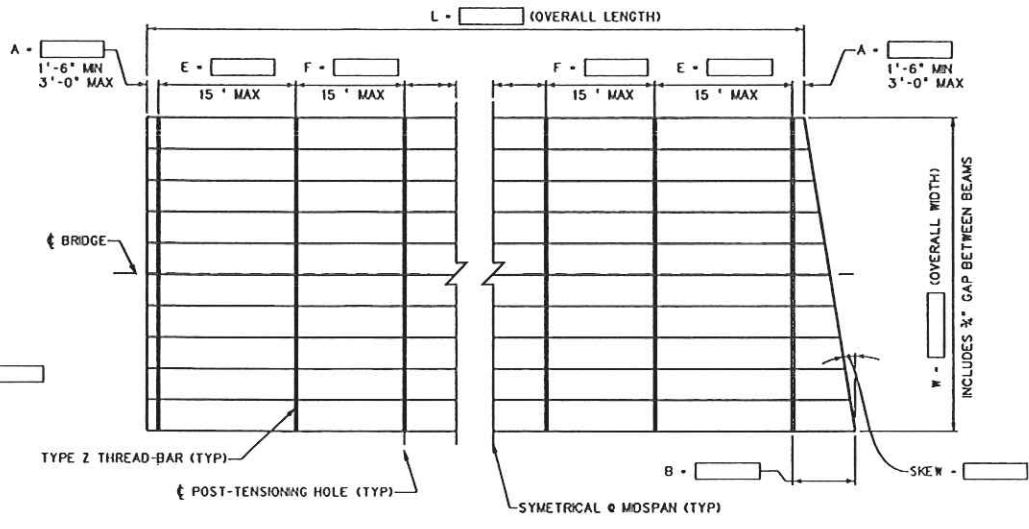 L = (OVERALL LENGTH)
A =
1'-6" MIN
3'-0" MAX
E =
15 ' MAX
F =
15 ' MAX
F =
15 ' MAX
E =
15 ' MAX
A =
1'-6" MIN
3'-0" MAX
℄ BRIDGE
W = (OVERALL WIDTH)
INCLUDES ¾" GAP BETWEEN BEAMS
TYPE 2 THREAD-BAR (TYP)
℄ POST-TENSIONING HOLE (TYP)
SYMETRICAL @ MIDSPAN (TYP)
B =
SKEW =